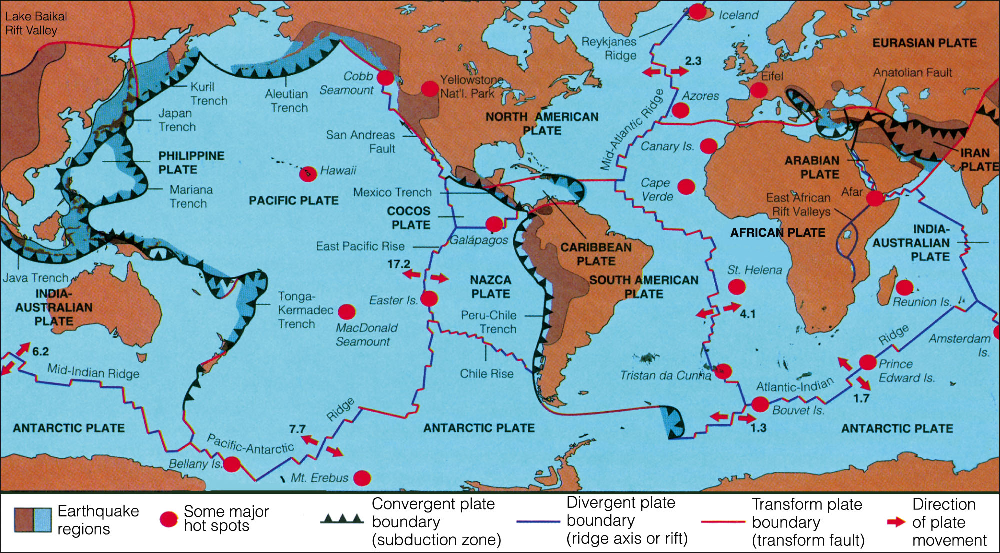 Lake Baikal
Rift Valley
Kuril
Trench
Japan
Trench
PHILIPPINE
PLATE
Mariana
Trench
Aleutian
Trench
Cobb
Seamount
Yellowstone
Nat'l. Park
San Andreas
Fault
Hawaii
PACIFIC PLATE
NORTH AMERICAN
PLATE
Mexico Trench
COCOS
PLATE
Galápagos
East Pacific Rise
17.2
Easter Is.
NAZCA
PLATE
Peru-Chile
Trench
Chile Rise
CARIBBEAN
PLATE
SOUTH AMERICAN
PLATE
Java Trench
INDIA-
AUSTRALIAN
PLATE
Tonga-
Kermadec
Trench
MacDonald
Seamount
6.2
Mid-Indian Ridge
ANTARCTIC PLATE
Bellany Is.
Pacific-Antarctic
Ridge
7.7
Mt. Erebus
ANTARCTIC PLATE
Iceland
Reykjanes
Ridge
2.3
EURASIAN PLATE
Eifel
Anatolian Fault
Azores
Mid-Atlantic Ridge
Canary Is.
Cape
Verde
ARABIAN
PLATE
IRAN
PLATE
Afar
East African
Rift Valleys
AFRICAN PLATE
INDIA-
AUSTRALIAN
PLATE
St. Helena
4.1
Reunion Is.
Amsterdam
Is.
Tristan da Cunha
Atlantic-Indian
Ridge
Prince
Edward Is.
1.7
Bouvet Is.
1.3
ANTARCTIC PLATE
Earthquake
regions
Some major
hot spots
Convergent plate
boundary
(subduction zone)
Divergent plate
boundary
(ridge axis or rift)
Transform plate
boundary
(transform fault)
Direction
of plate
movement